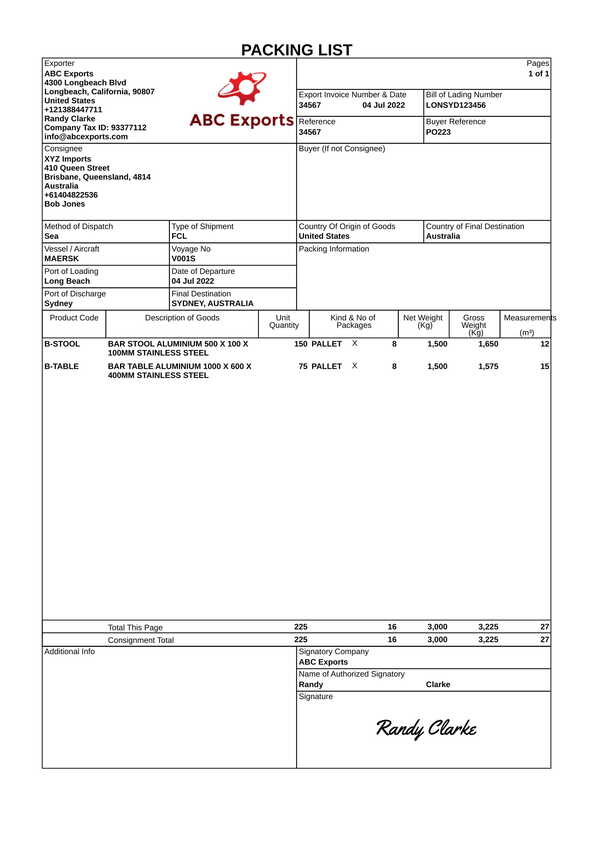 PACKING LIST
Exporter
ABC Exports
4300 Longbeach Blvd
Longbeach, California, 90807
United States
+121388447711
Randy Clarke
Company Tax ID: 93377112
info@abcexports.com
ABC Exports
Pages
1 of 1
Export Invoice Number & Date
34567 04 Jul 2022
Bill of Lading Number
LONSYD123456
Reference
34567
Buyer Reference
PO223
Consignee
XYZ Imports
410 Queen Street
Brisbane, Queensland, 4814
Australia
+61404822536
Bob Jones
Buyer (If not Consignee)
Method of Dispatch
Sea
Type of Shipment
FCL
Country Of Origin of Goods
United States
Country of Final Destination
Australia
Vessel / Aircraft
MAERSK
Voyage No
V001S
Packing Information
Port of Loading
Long Beach
Date of Departure
04 Jul 2022
Port of Discharge
Sydney
Final Destination
SYDNEY, AUSTRALIA
Product Code
Description of Goods
Unit
Quantity
Kind & No of
Packages
Net Weight
(Kg)
Gross
Weight
(Kg)
Measurements
(m³)
B-STOOL BAR STOOL ALUMINIUM 500 X 100 X 150 PALLET X 8 1,500 1,650 12
100MM STAINLESS STEEL
B-TABLE BAR TABLE ALUMINIUM 1000 X 600 X 75 PALLET X 8 1,500 1,575 15
400MM STAINLESS STEEL
Total This Page 225 16 3,000 3,225 27
Consignment Total 225 16 3,000 3,225 27
Additional Info
Signatory Company
ABC Exports
Name of Authorized Signatory
Randy Clarke
Signature
Randy Clarke